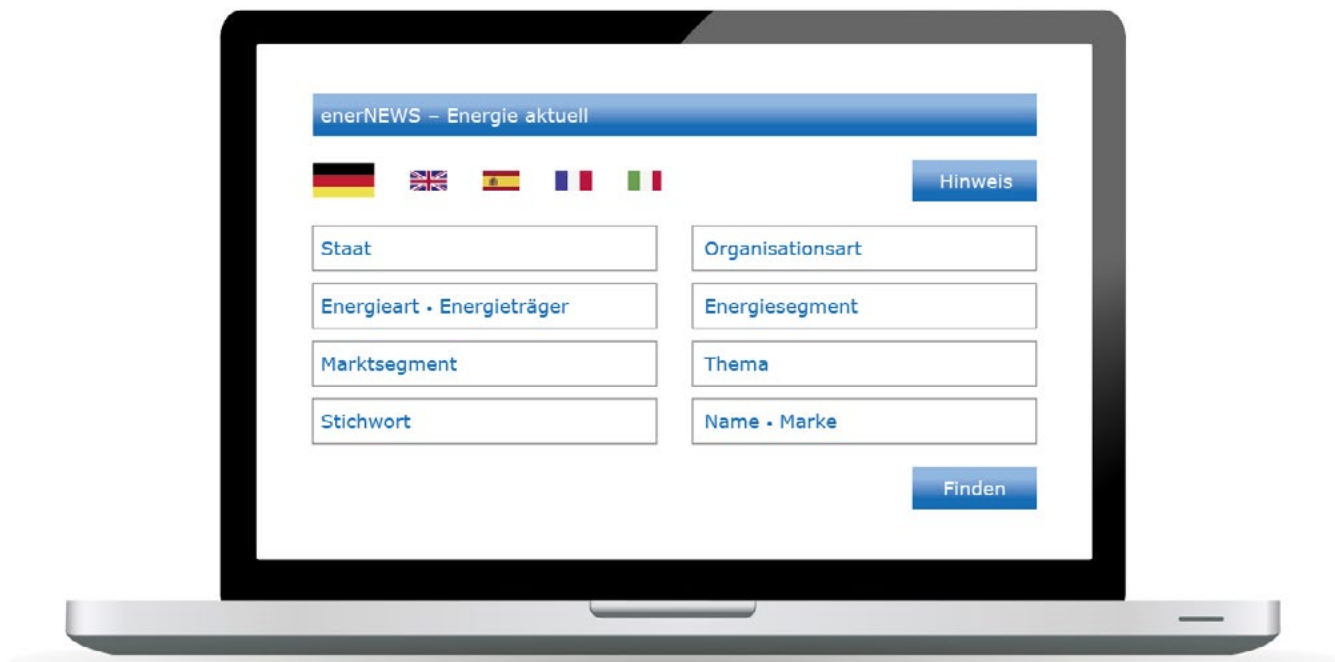 enerNEWS – Energie aktuell
Hinweis
Staat
Organisationsart
Energieart • Energieträger
Energiesegment
Marktsegment
Thema
Stichwort
Name • Marke
Finden